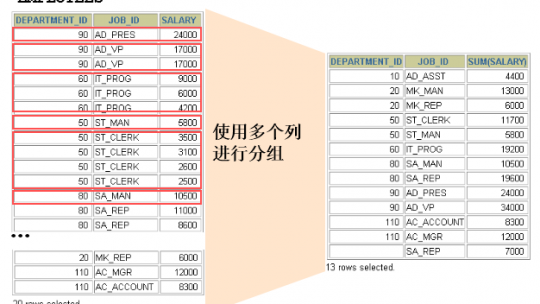 EMPLOYEES
DEPARTMENT_ID JOB_ID SALARY
90 AD_PRES 24000
90 AD_VP 17000
90 AD_VP 17000
60 IT_PROG 9000
60 IT_PROG 6000
60 IT_PROG 4200
50 ST_MAN 5800
50 ST_CLERK 3500
50 ST_CLERK 3100
50 ST_CLERK 2600
50 ST_CLERK 2500
80 SA_MAN 10500
80 SA_REP 11000
80 SA_REP 8600
•••
20 MK_REP 6000
110 AC_MGR 12000
110 AC_ACCOUNT 8300
20 rows selected.
使用多个列
进行分组
DEPARTMENT_ID JOB_ID SUM(SALARY)
10 AD_ASST 4400
20 MK_MAN 13000
20 MK_REP 6000
50 ST_CLERK 11700
50 ST_MAN 5800
60 IT_PROG 19200
80 SA_MAN 10500
80 SA_REP 19600
90 AD_PRES 24000
90 AD_VP 34000
110 AC_ACCOUNT 8300
110 AC_MGR 12000
SA_REP 7000
13 rows selected.